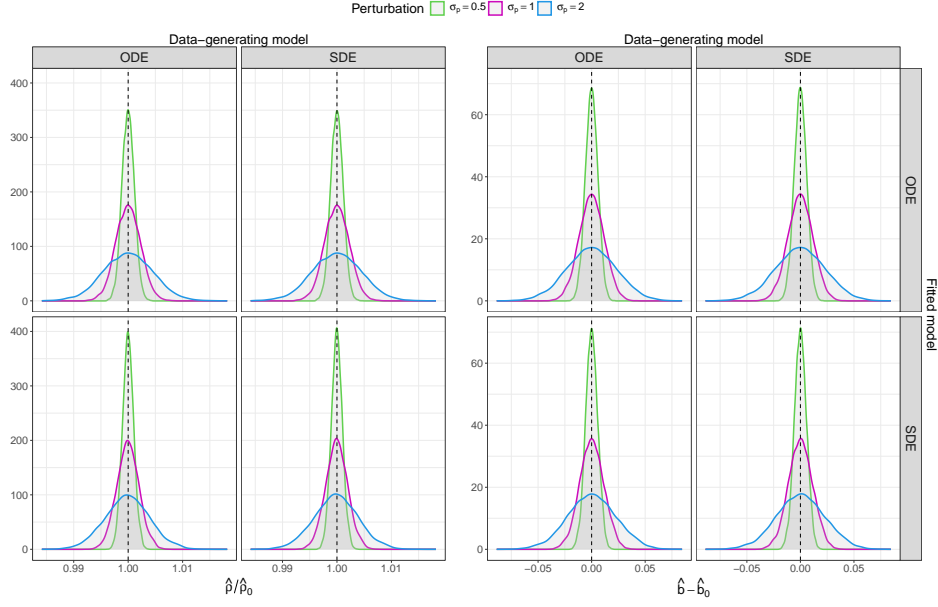 Perturbation σp = 0.5 σp = 1 σp = 2
Data−generating model
ODE SDE
400
300
200
100
0
400
300
200
100
0
0.99 1.00 1.01 0.99 1.00 1.01
ρ̂/ρ̂0
Data−generating model
ODE SDE
60
40
20
0
60
40
20
0
−0.05 0.00 0.05 −0.05 0.00 0.05
b̂ − b̂0
ODE
SDE
Fitted model